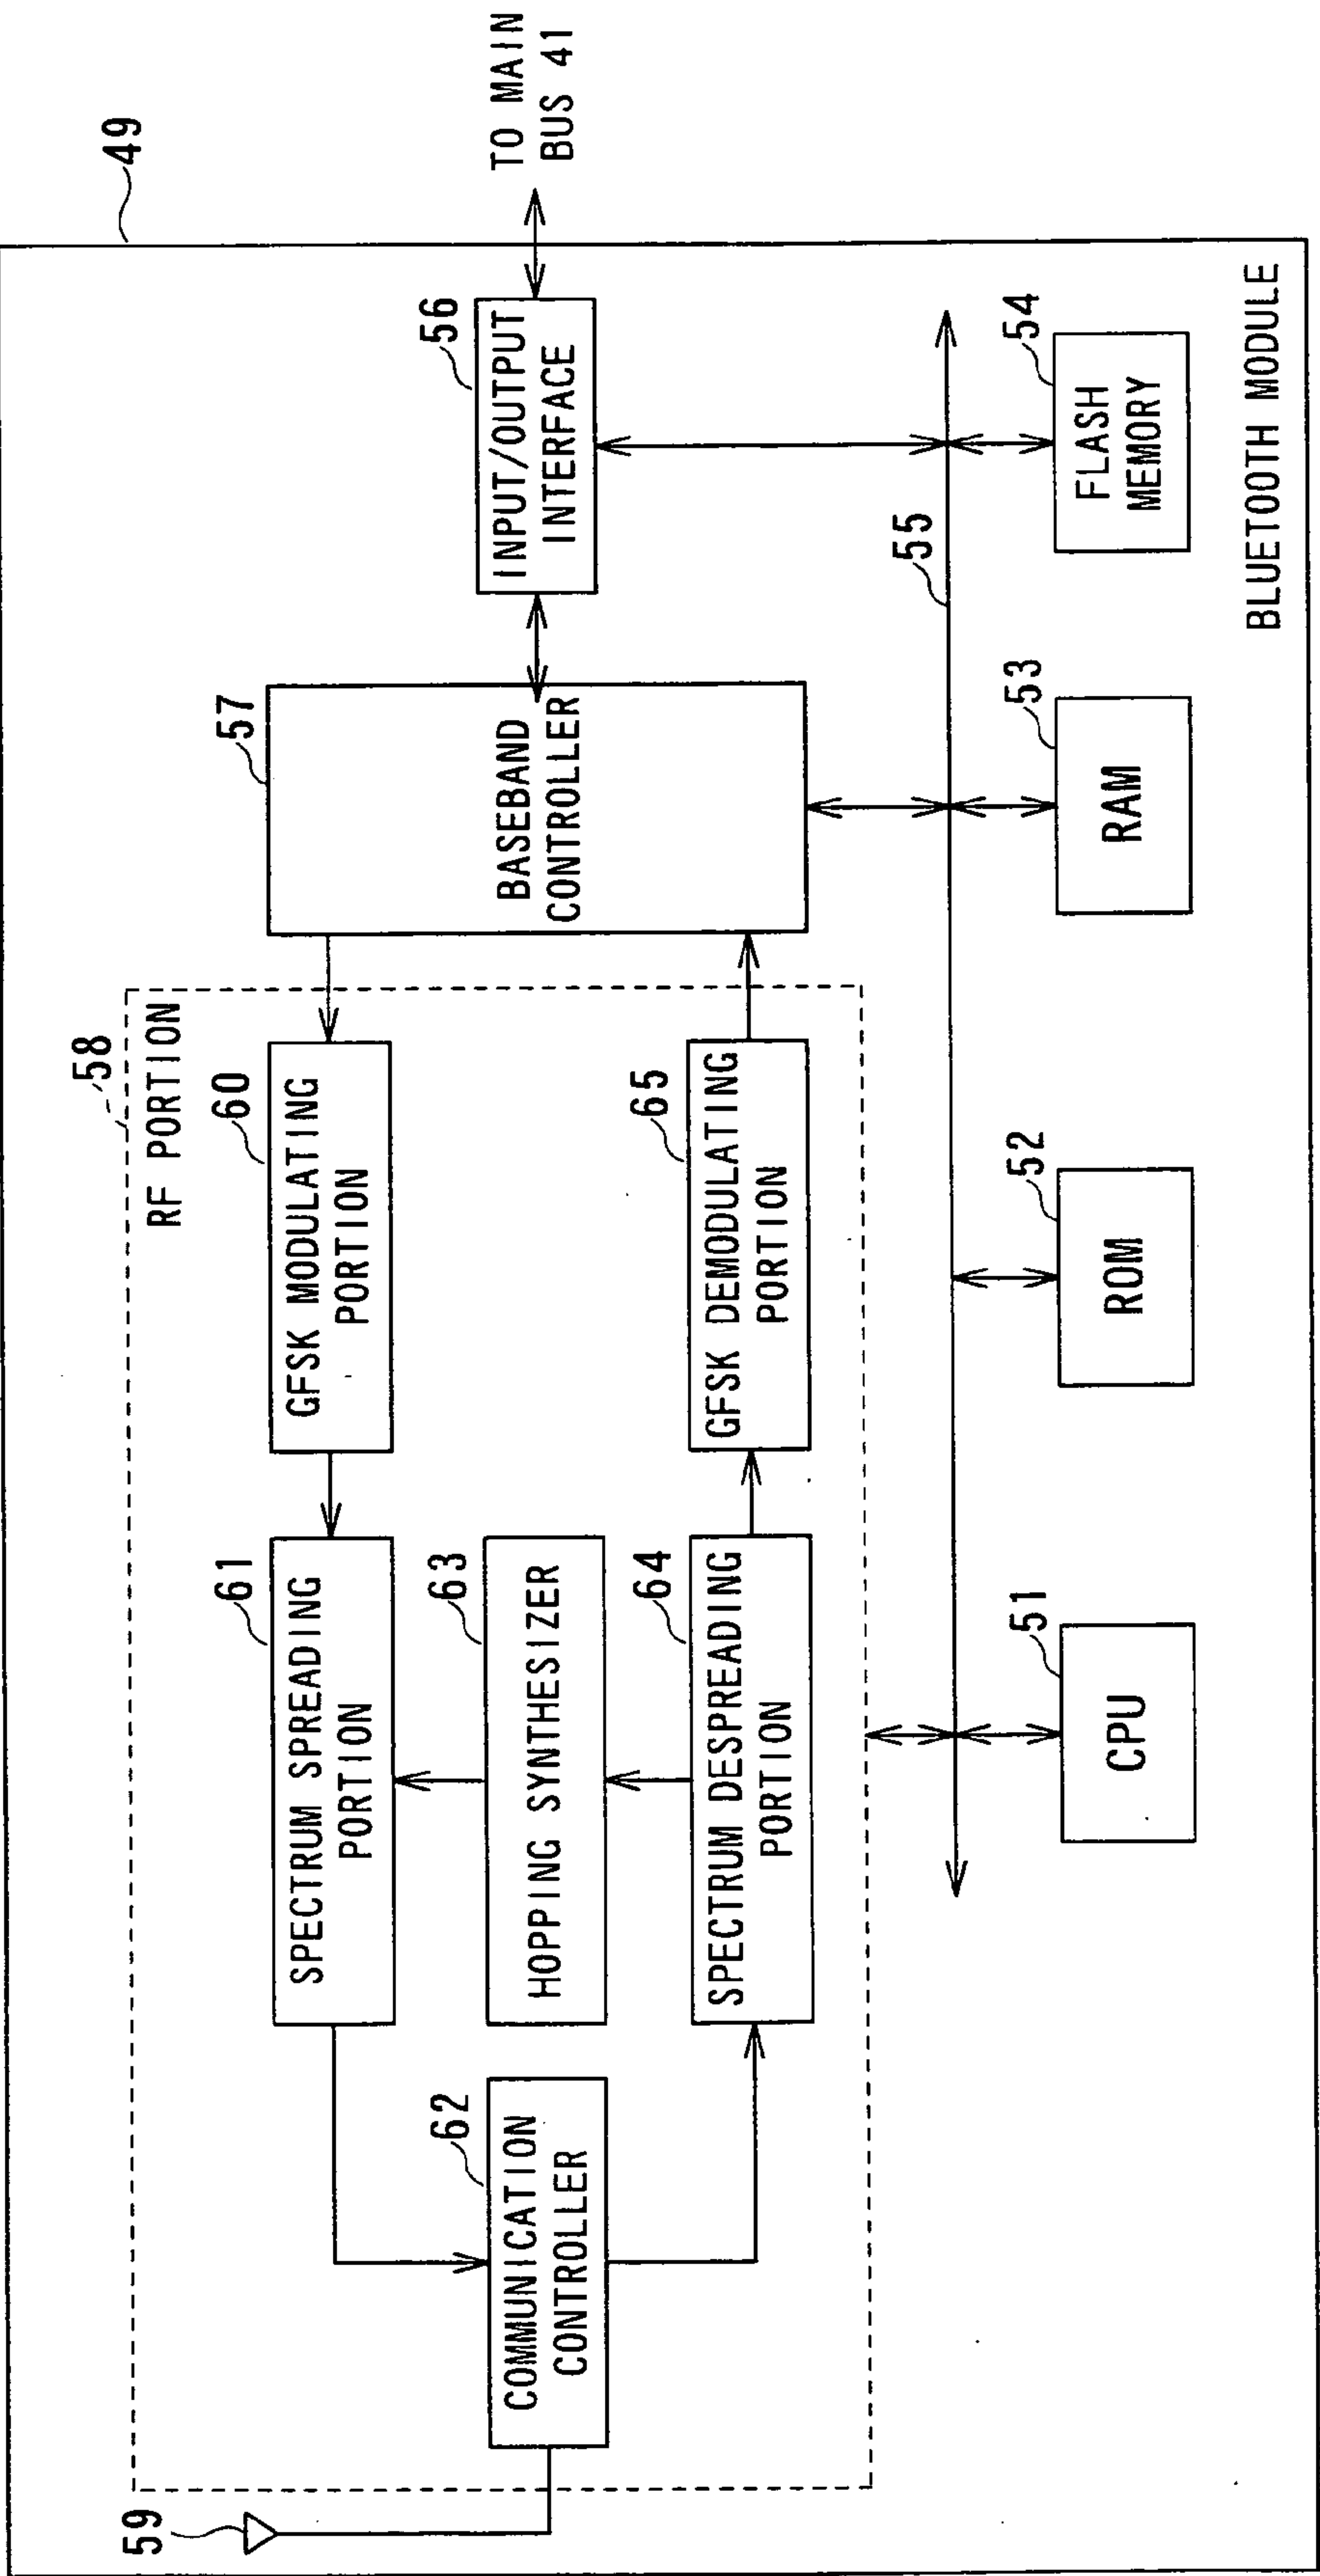 49
58
RF PORTION
59
62
COMMUNICATION
CONTROLLER
61
SPECTRUM SPREADING
PORTION
63
HOPPING SYNTHESIZER
64
SPECTRUM DESPREADING
PORTION
60
GFSK MODULATING
PORTION
65
GFSK DEMODULATING
PORTION
57
BASEBAND
CONTROLLER
56
INPUT/OUTPUT
INTERFACE
TO MAIN
BUS 41
55
51
CPU
52
ROM
53
RAM
54
FLASH
MEMORY
BLUETOOTH MODULE